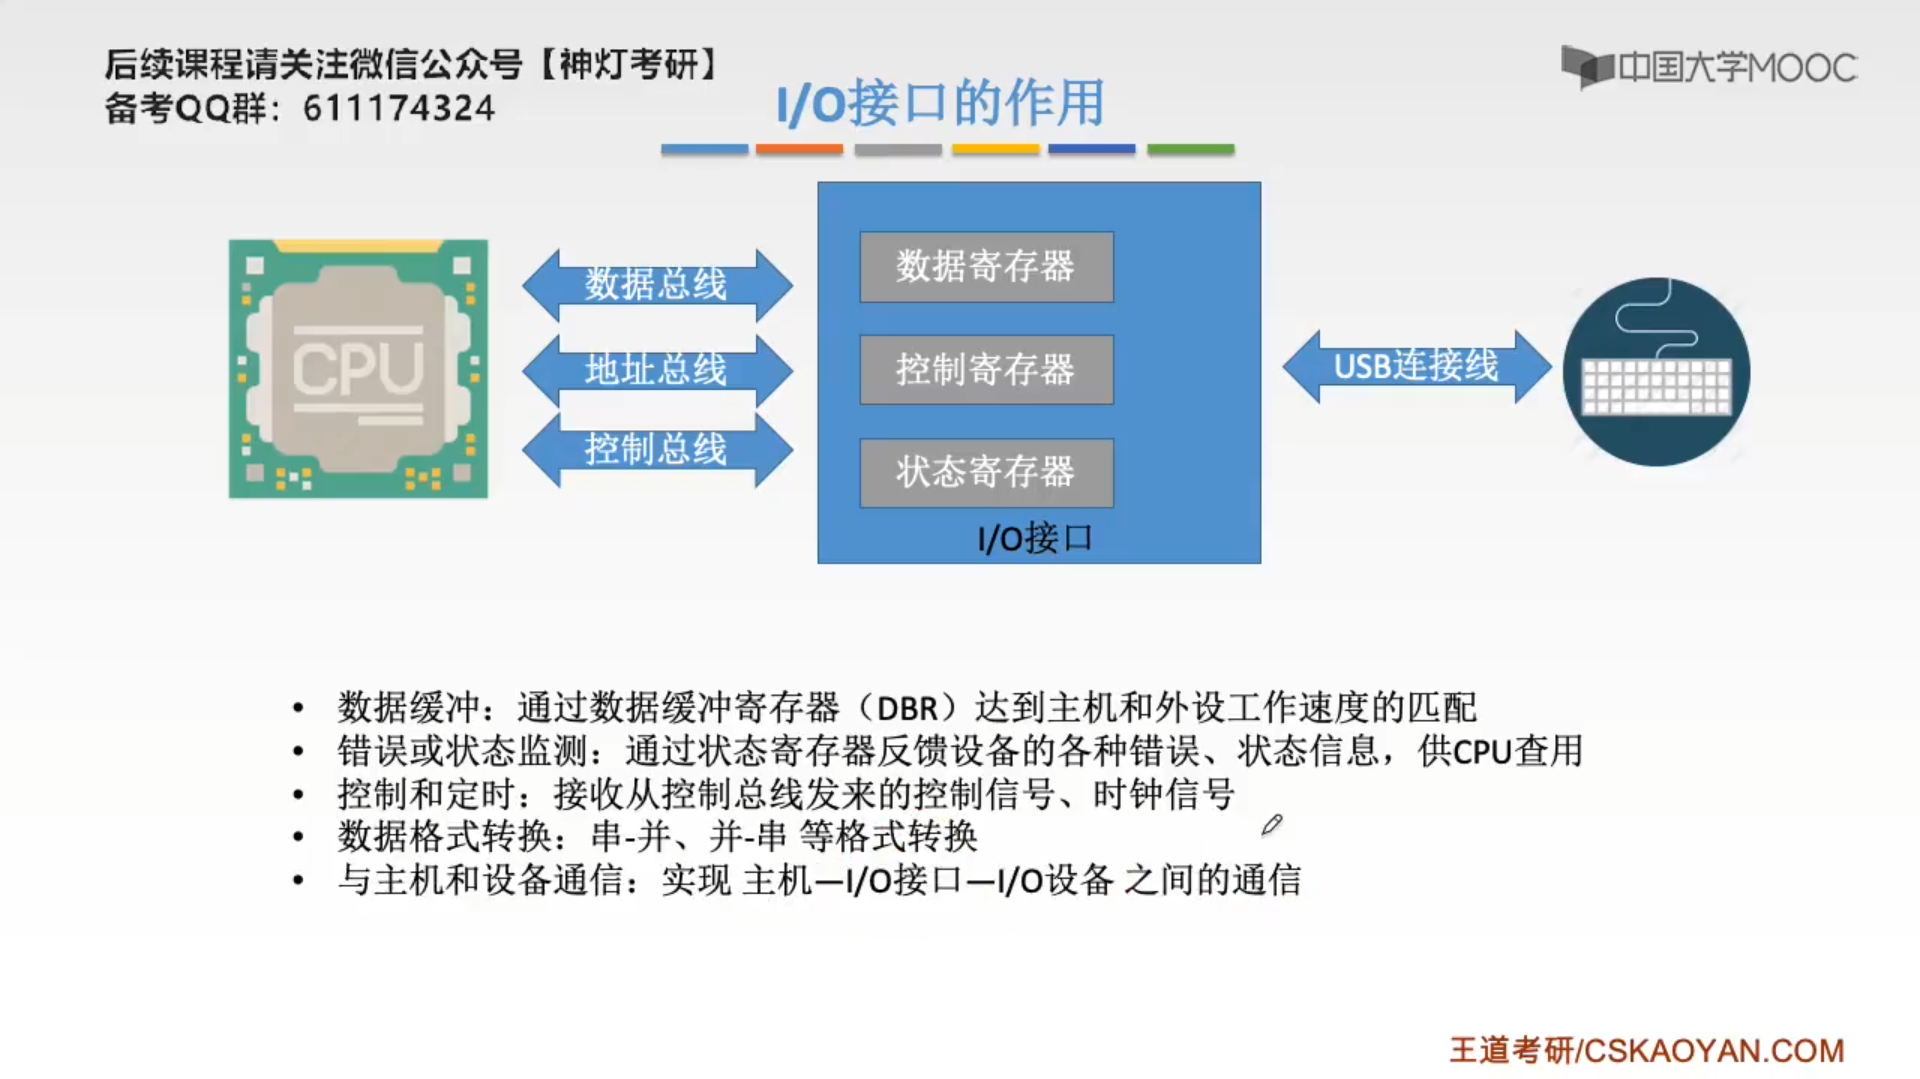 后续课程请关注微信公众号【神灯考研】
备考QQ群：611174324
中国大学MOOC
I/O接口的作用
CPU
数据总线
地址总线
控制总线
数据寄存器
控制寄存器
状态寄存器
I/O接口
USB连接线
• 数据缓冲：通过数据缓冲寄存器（DBR）达到主机和外设工作速度的匹配
• 错误或状态监测：通过状态寄存器反馈设备的各种错误、状态信息，供CPU查用
• 控制和定时：接收从控制总线发来的控制信号、时钟信号
• 数据格式转换：串-并、并-串 等格式转换
• 与主机和设备通信：实现 主机—I/O接口—I/O设备 之间的通信
王道考研/CSKAOYAN.COM